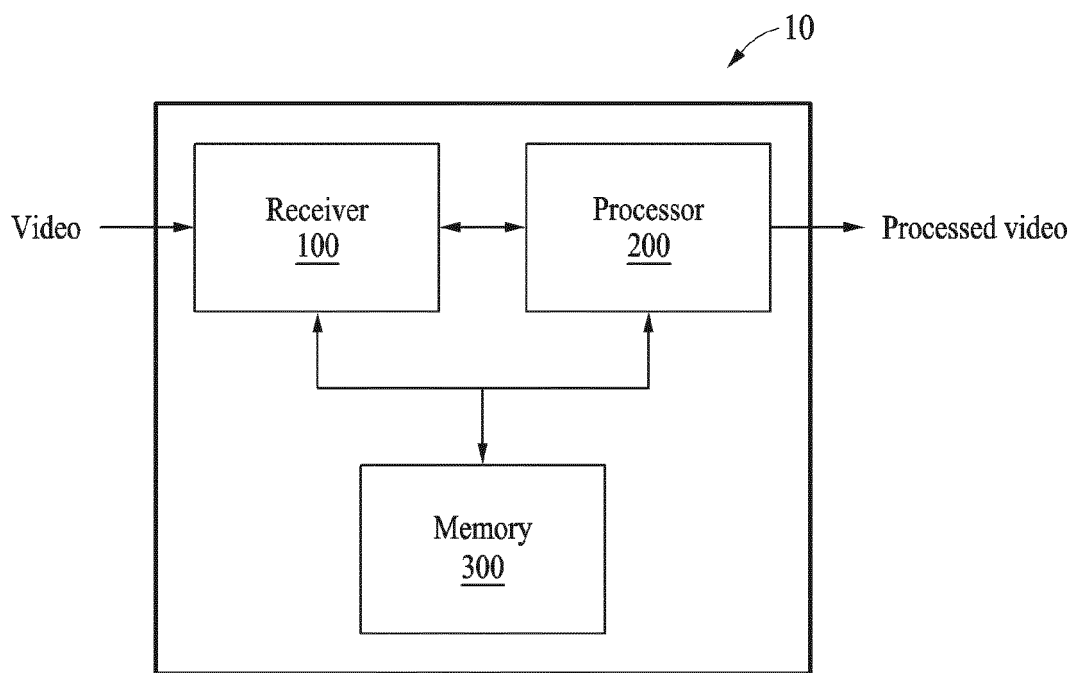 10
Receiver
100
Processor
200
Video
Processed video
Memory
300